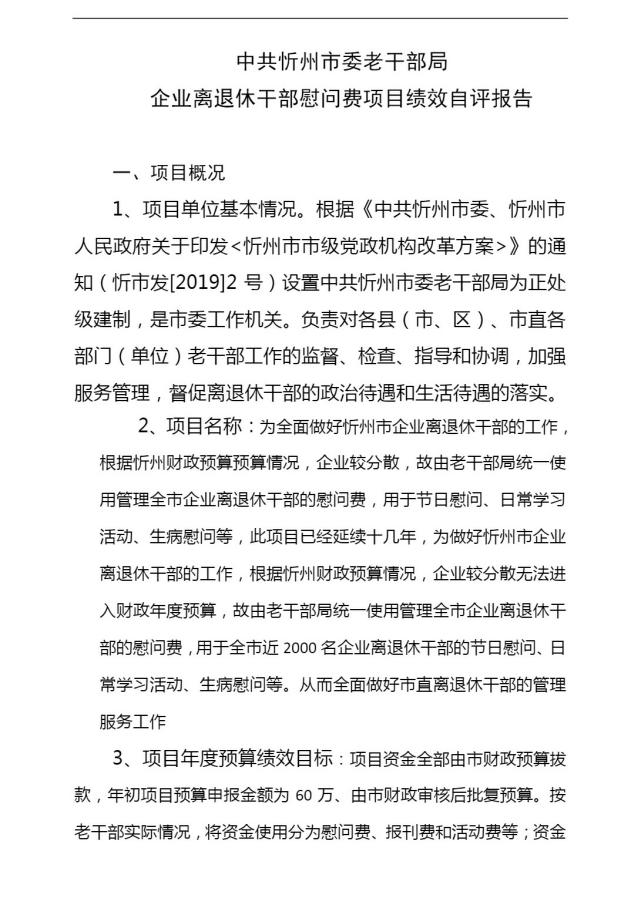 中共忻州市委老干部局
企业离退休干部慰问费项目绩效自评报告
一、项目概况
1、项目单位基本情况。根据《中共忻州市委、忻州市
人民政府关于印发<忻州市市级党政机构改革方案>》的通
知（忻市发[2019]2 号）设置中共忻州市委老干部局为正处
级建制，是市委工作机关。负责对各县（市、区）、市直各
部门（单位）老干部工作的监督、检查、指导和协调，加强
服务管理，督促离退休干部的政治待遇和生活待遇的落实。
2、项目名称：为全面做好忻州市企业离退休干部的工作，
根据忻州财政预算预算情况，企业较分散，故由老干部局统一使
用管理全市企业离退休干部的慰问费，用于节日慰问、日常学习
活动、生病慰问等，此项目已经延续十几年，为做好忻州市企业
离退休干部的工作，根据忻州财政预算情况，企业较分散无法进
入财政年度预算，故由老干部局统一使用管理全市企业离退休干
部的慰问费，用于全市近 2000 名企业离退休干部的节日慰问、日
常学习活动、生病慰问等。从而全面做好市直离退休干部的管理
服务工作
3、项目年度预算绩效目标：项目资金全部由市财政预算拔
款，年初项目预算申报金额为 60 万、由市财政审核后批复预算。按
老干部实际情况，将资金使用分为慰问费、报刊费和活动费等；资金